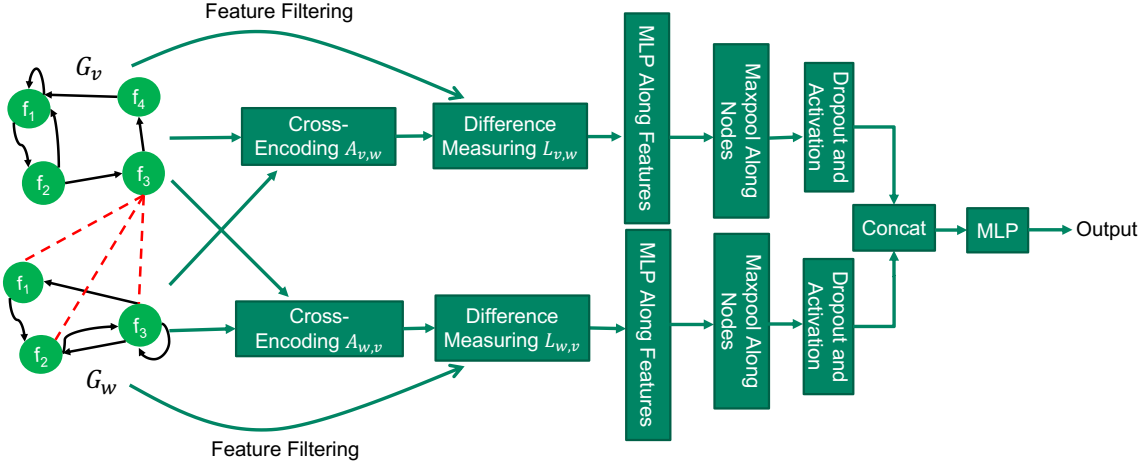 Feature Filtering
G_v
f_1
f_4
f_2
f_3
f_1
f_3
f_2
G_w
Cross-
Encoding A_{v,w}
Difference
Measuring L_{v,w}
MLP Along Features
Maxpool Along
Nodes
Dropout and
Activation
Cross-
Encoding A_{w,v}
Difference
Measuring L_{w,v}
MLP Along Features
Maxpool Along
Nodes
Dropout and
Activation
Concat
MLP
Output
Feature Filtering